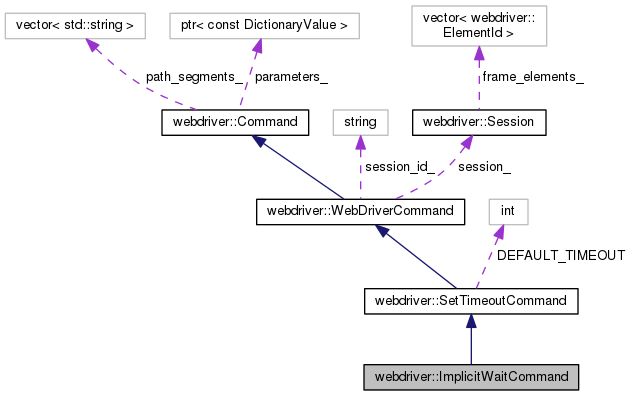 vector< std::string >
ptr< const DictionaryValue >
vector< webdriver::
ElementId >
path_segments_
parameters_
frame_elements_
webdriver::Command
string
webdriver::Session
session_id_
session_
webdriver::WebDriverCommand
int
DEFAULT_TIMEOUT
webdriver::SetTimeoutCommand
webdriver::ImplicitWaitCommand